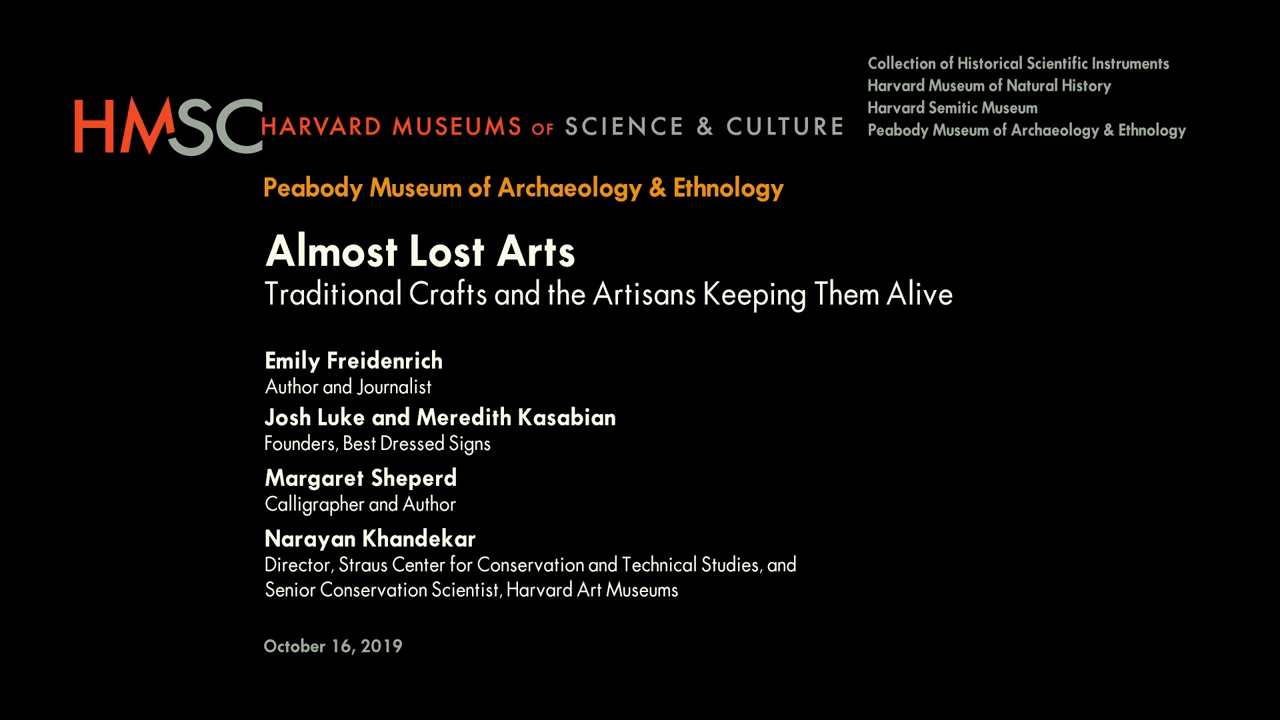 Collection of Historical Scientific Instruments
Harvard Museum of Natural History
Harvard Semitic Museum
Peabody Museum of Archaeology & Ethnology
HMSC HARVARD MUSEUMS OF SCIENCE & CULTURE
Peabody Museum of Archaeology & Ethnology
Almost Lost Arts
Traditional Crafts and the Artisans Keeping Them Alive
Emily Freidenrich
Author and Journalist
Josh Luke and Meredith Kasabian
Founders, Best Dressed Signs
Margaret Sheperd
Calligrapher and Author
Narayan Khandekar
Director, Straus Center for Conservation and Technical Studies, and
Senior Conservation Scientist, Harvard Art Museums
October 16, 2019